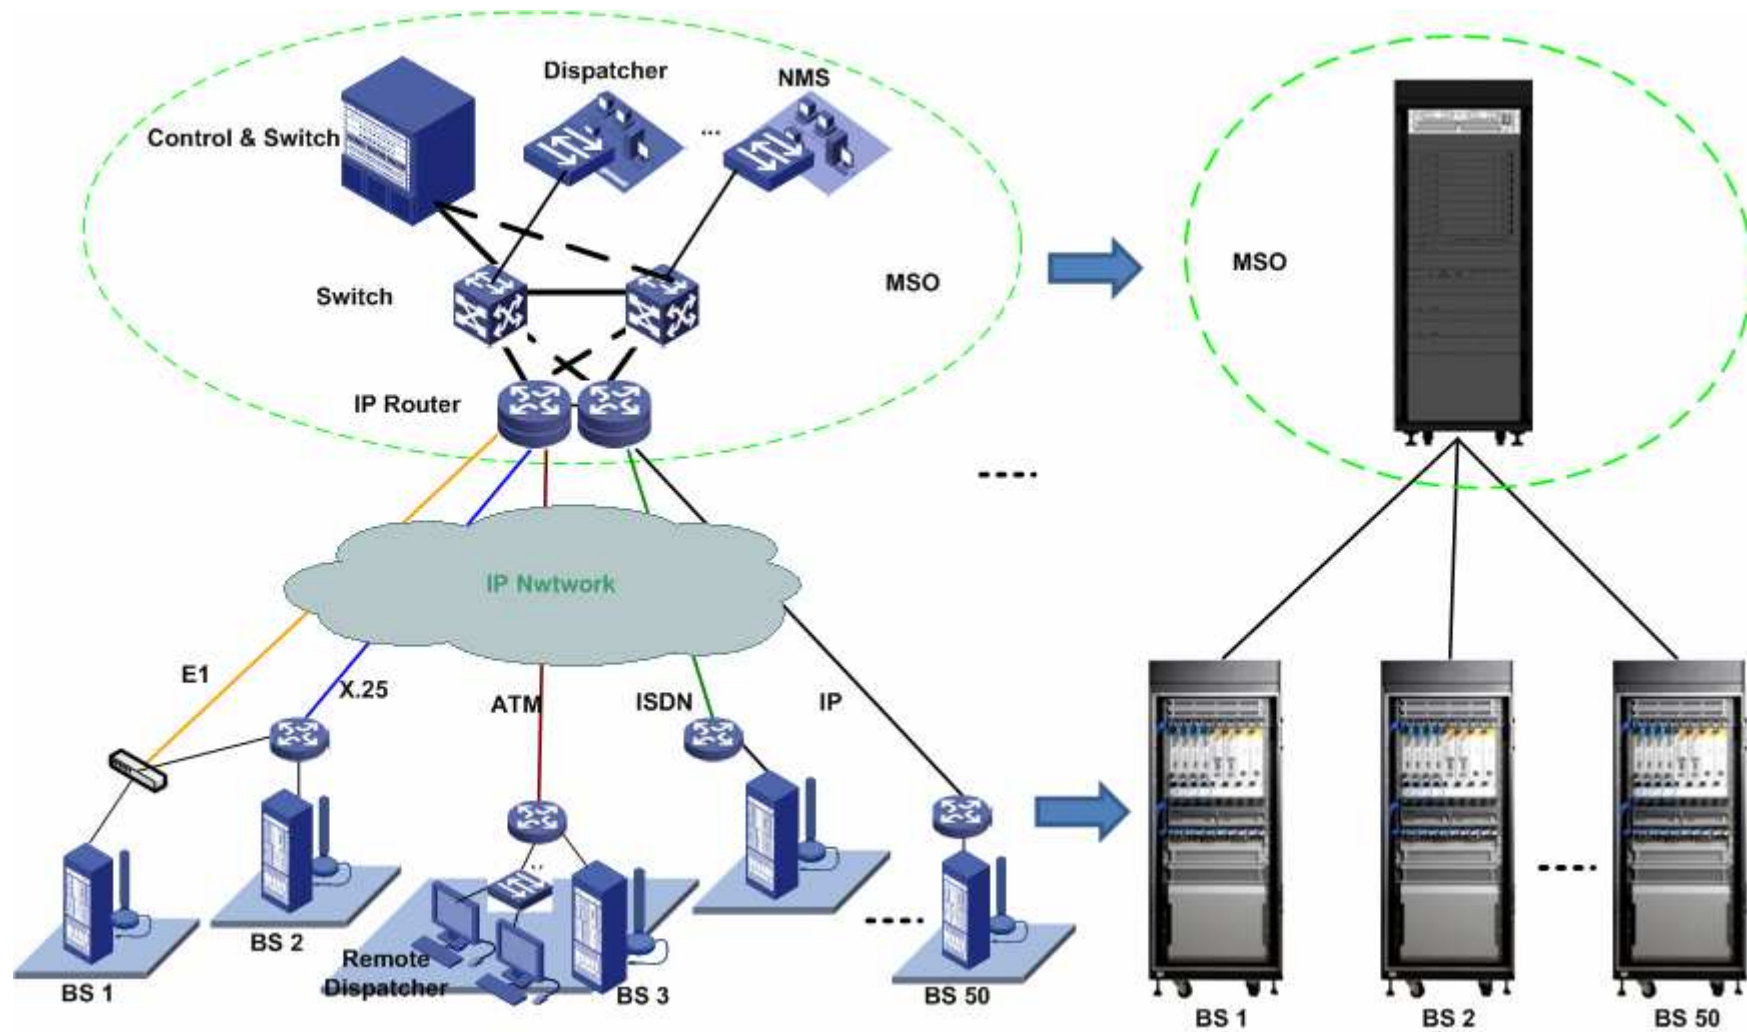 Dispatcher
NMS
...
Control & Switch
MSO
MSO
Switch
IP Router
IP Nwtwork
E1
X.25
ATM
ISDN
IP
BS 1
BS 2
Remote
Dispatcher
BS 3
BS 50
BS 1
BS 2
BS 50